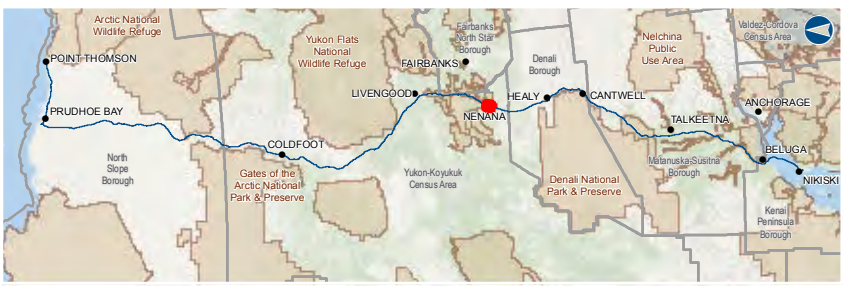 Arctic National
Wildlife Refuge
POINT THOMSON
PRUDHOE BAY
North
Slope
Borough
COLDFOOT
Gates of the
Arctic National
Park & Preserve
Yukon Flats
National
Wildlife Refuge
LIVENGOOD
FAIRBANKS
Fairbanks
North Star
Borough
NENANA
Yukon-Koyukuk
Census Area
Denali
Borough
HEALY
CANTWELL
Denali National
Park & Preserve
Nelchina
Public
Use Area
TALKEETNA
Matanuska-Susitna
Borough
Valdez-Cordova
Census Area
ANCHORAGE
BELUGA
NIKISKI
Kenai
Peninsula
Borough